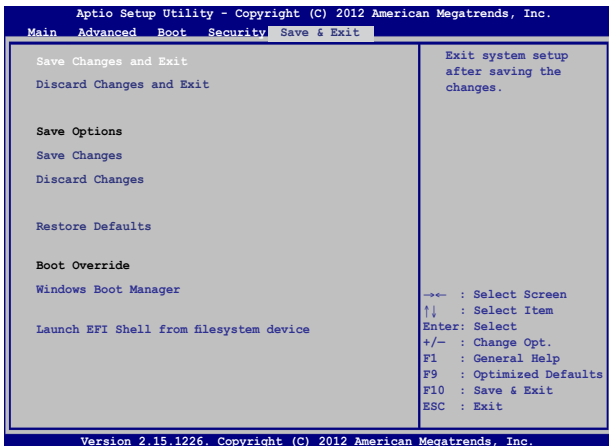 Aptio Setup Utility - Copyright (C) 2012 American Megatrends, Inc.
Main Advanced Boot Security Save & Exit
Save Changes and Exit
Discard Changes and Exit
Save Options
Save Changes
Discard Changes
Restore Defaults
Boot Override
Windows Boot Manager
Launch EFI Shell from filesystem device
Exit system setup
after saving the
changes.
→← : Select Screen
↑↓ : Select Item
Enter: Select
+/— : Change Opt.
F1 : General Help
F9 : Optimized Defaults
F10 : Save & Exit
ESC : Exit
Version 2.15.1226. Copyright (C) 2012 American Megatrends, Inc.